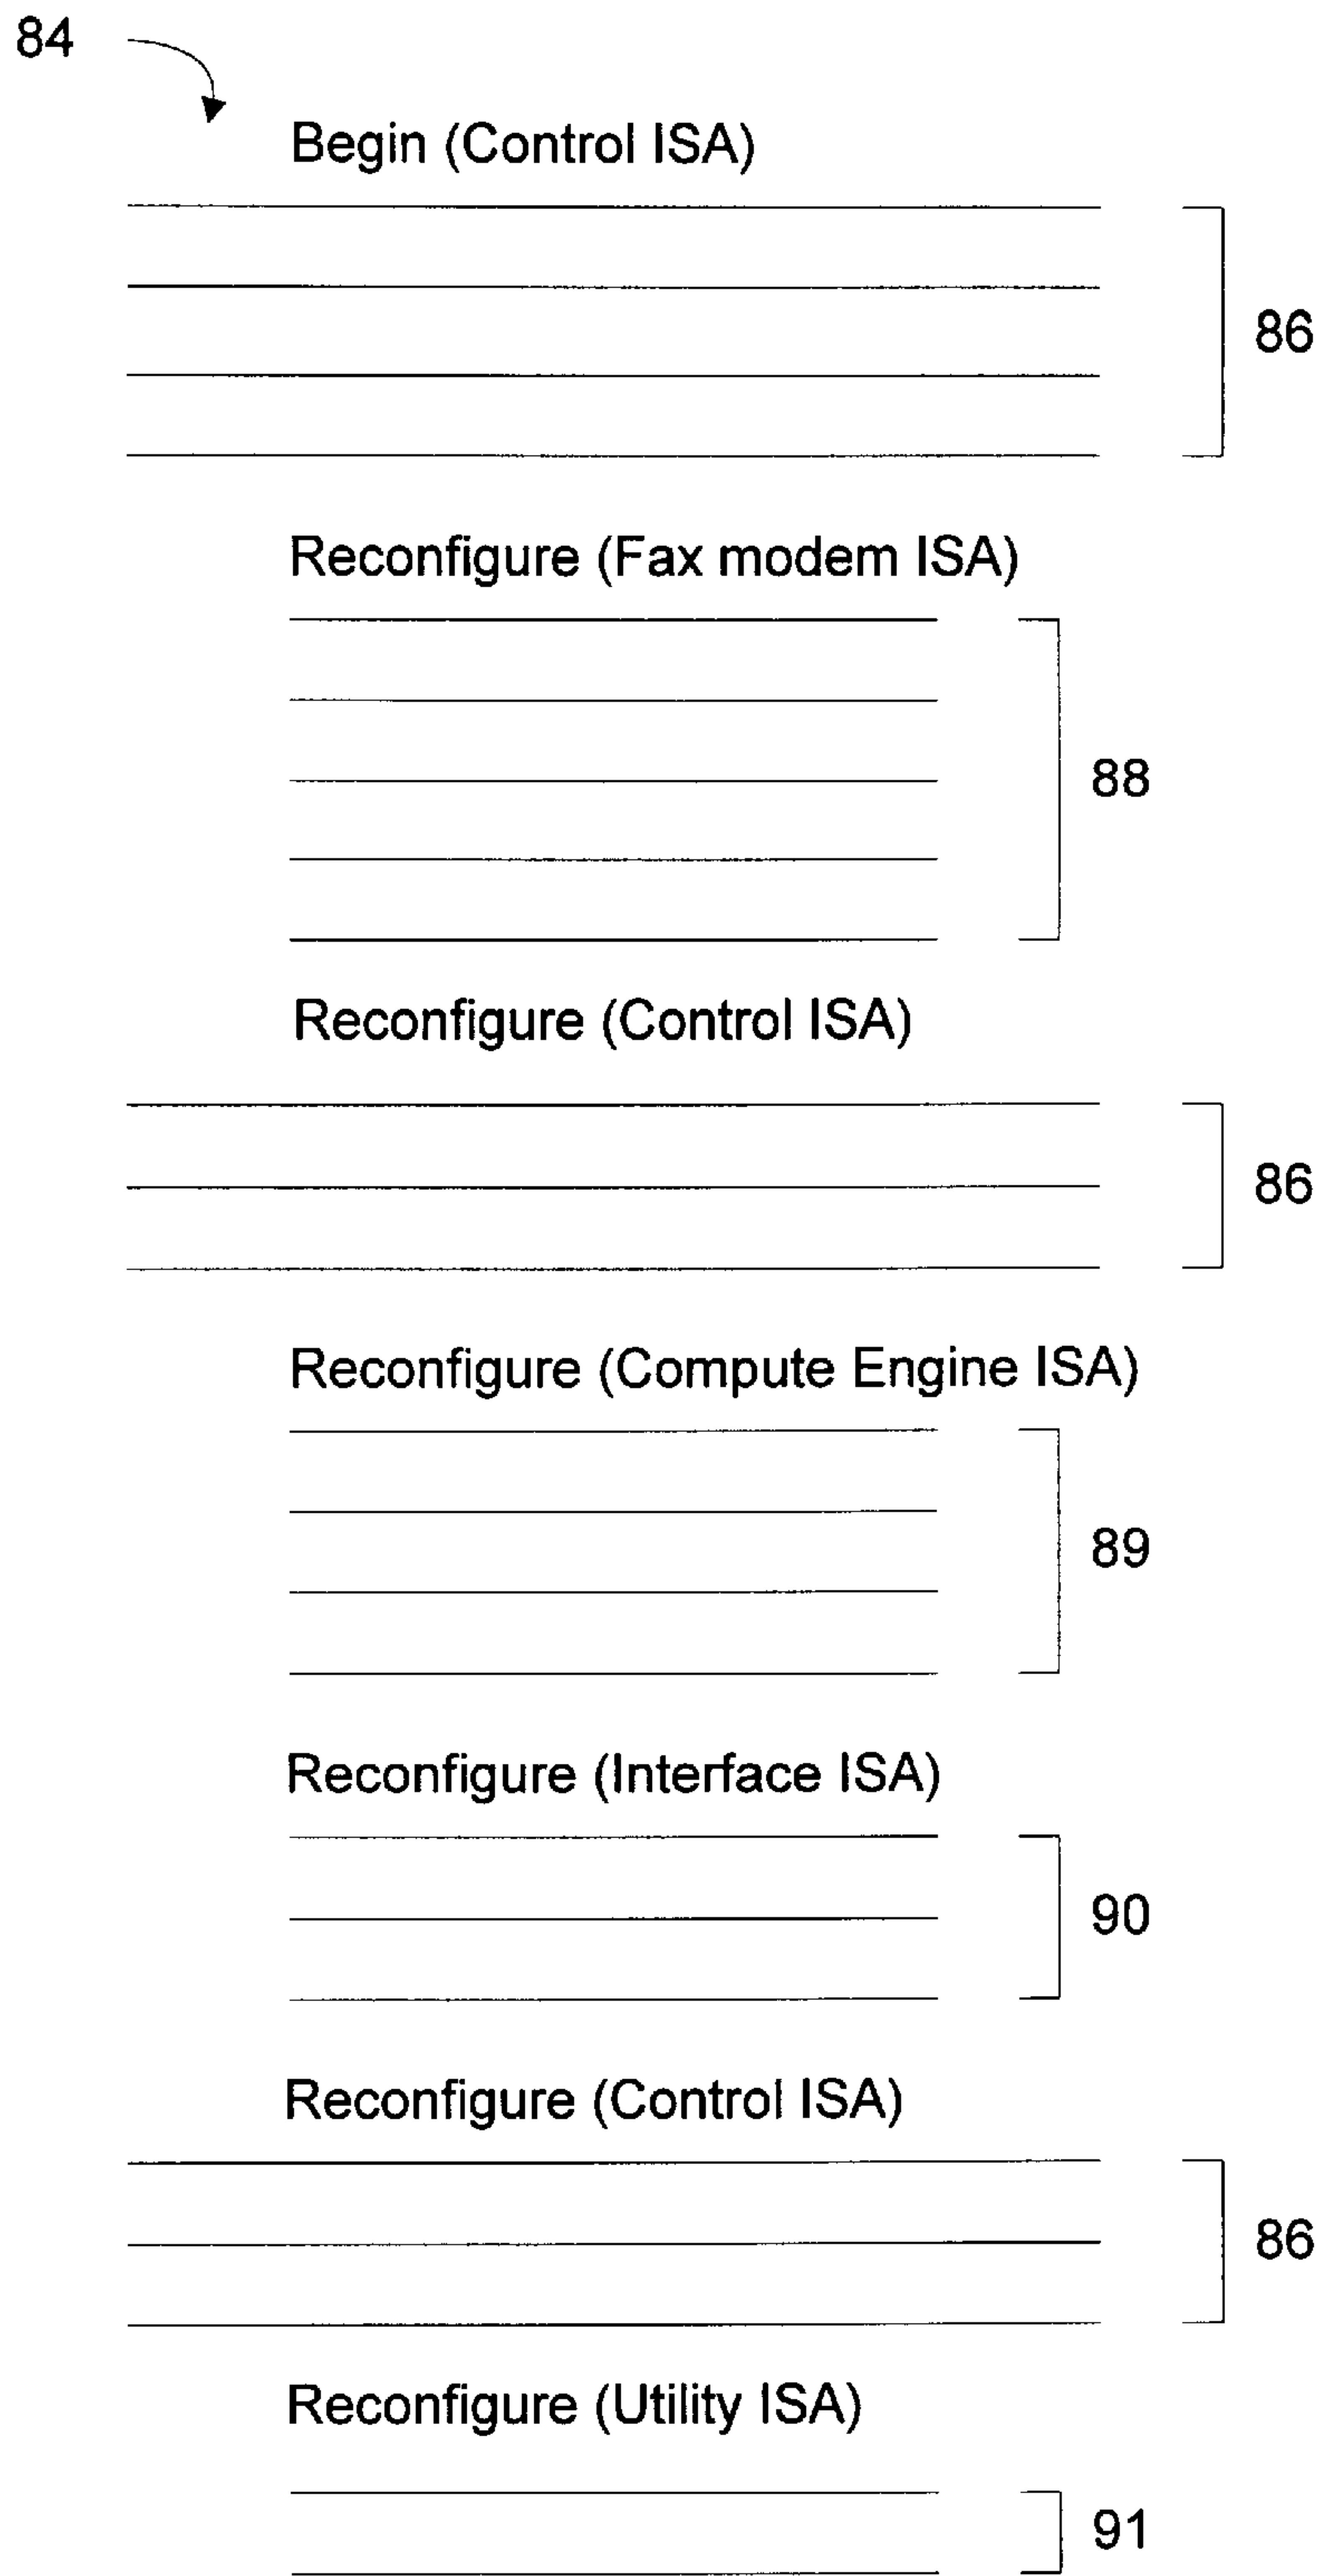 84
Begin (Control ISA)
86
Reconfigure (Fax modem ISA)
88
Reconfigure (Control ISA)
86
Reconfigure (Compute Engine ISA)
89
Reconfigure (Interface ISA)
90
Reconfigure (Control ISA)
86
Reconfigure (Utility ISA)
91